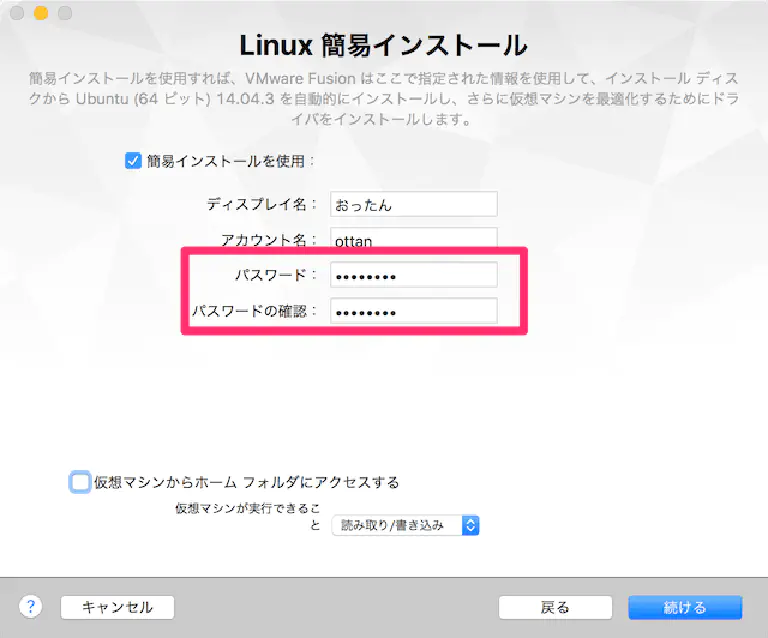 Linux 簡易インストール
簡易インストールを使用すれば、VMware Fusion はここで指定された情報を使用して、インストール ディス
クから Ubuntu (64 ビット) 14.04.3 を自動的にインストールし、さらに仮想マシンを最適化するためにドラ
イバをインストールします。
簡易インストールを使用：
ディスプレイ名： おったん
アカウント名： ottan
パスワード： ••••••••
パスワードの確認： ••••••••
仮想マシンからホーム フォルダにアクセスする
仮想マシンが実行できるこ
と 読み取り/書き込み
? キャンセル 戻る 続ける